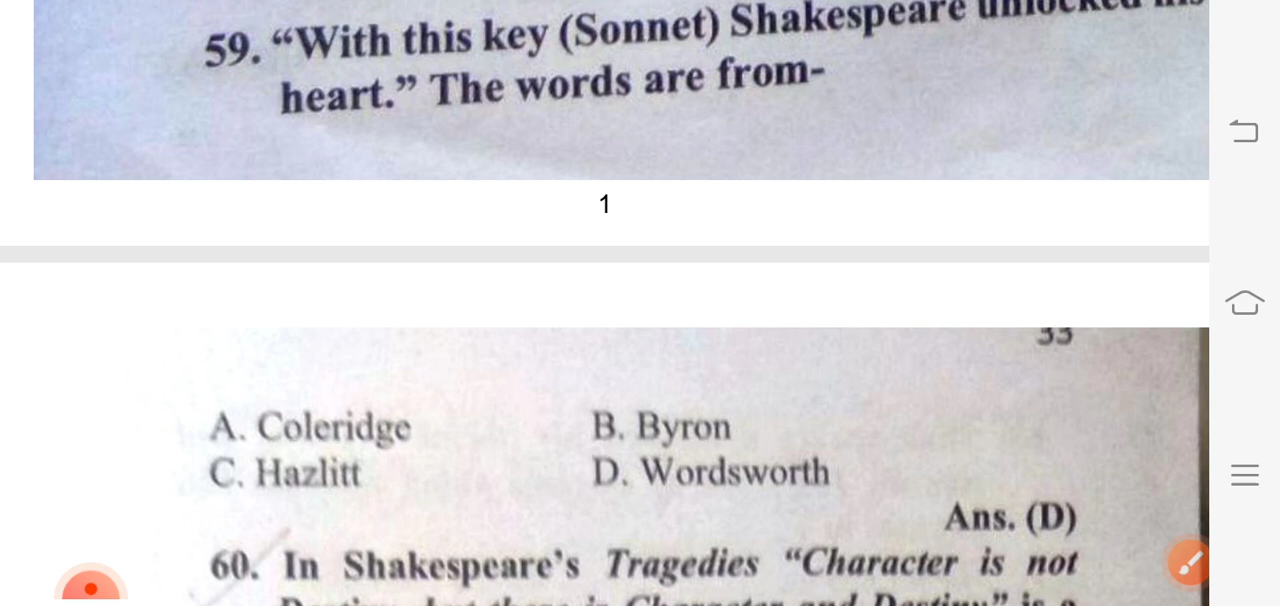 59. “With this key (Sonnet) Shakespeare
heart.” The words are from-
1
33
A. Coleridge
B. Byron
C. Hazlitt
D. Wordsworth
Ans. (D)
60. In Shakespeare's Tragedies “Character is not